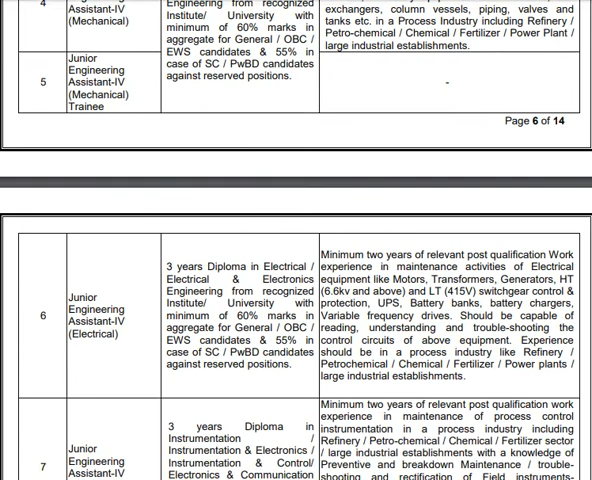 4
Engineering
Assistant-IV
(Mechanical)
Engineering from recognized
Institute/ University with
minimum of 60% marks in
aggregate for General / OBC /
EWS candidates & 55% in
case of SC / PwBD candidates
against reserved positions.
exchangers, column vessels, piping, valves and
tanks etc. in a Process Industry including Refinery /
Petro-chemical / Chemical / Fertilizer / Power Plant /
large industrial establishments.
5
Junior
Engineering
Assistant-IV
(Mechanical)
Trainee
-
Page 6 of 14
6
Junior
Engineering
Assistant-IV
(Electrical)
3 years Diploma in Electrical /
Electrical & Electronics
Engineering from recognized
Institute/ University with
minimum of 60% marks in
aggregate for General / OBC /
EWS candidates & 55% in
case of SC / PwBD candidates
against reserved positions.
Minimum two years of relevant post qualification Work
experience in maintenance activities of Electrical
equipment like Motors, Transformers, Generators, HT
(6.6kv and above) and LT (415V) switchgear control &
protection, UPS, Battery banks, battery chargers,
Variable frequency drives. Should be capable of
reading, understanding and trouble-shooting the
control circuits of above equipment. Experience
should be in a process industry like Refinery /
Petrochemical / Chemical / Fertilizer / Power plants /
large industrial establishments.
7
Junior
Engineering
Assistant-IV
3 years Diploma in
Instrumentation /
Instrumentation & Electronics /
Instrumentation & Control/
Electronics & Communication
Minimum two years of relevant post qualification work
experience in maintenance of process control
instrumentation in a process industry including
Refinery / Petro-chemical / Chemical / Fertilizer sector
/ large industrial establishments with a knowledge of
Preventive and breakdown Maintenance / trouble-
shooting and rectification of Field instruments-